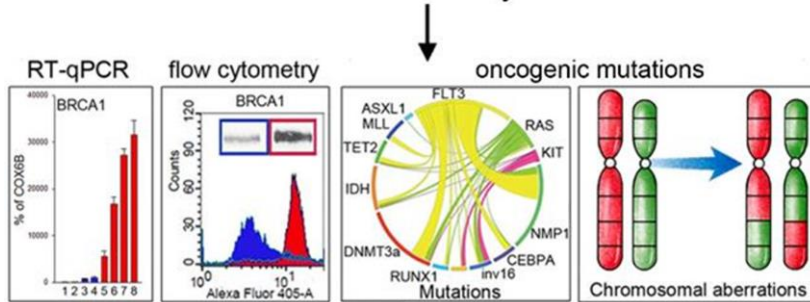 RT-qPCR
flow cytometry
oncogenic mutations
BRCA1
40000
30000
20000
10000
0
% of COX6B
1 2 3 4 5 6 7 8
BRCA1
Counts
120
90
60
30
0
10^0
10^1
Alexa Fluor 405-A
FLT3
ASXL1
MLL
TET2
IDH
DNMT3a
RUNX1
inv16
CEBPA
NMP1
KIT
RAS
Mutations
Chromosomal aberrations